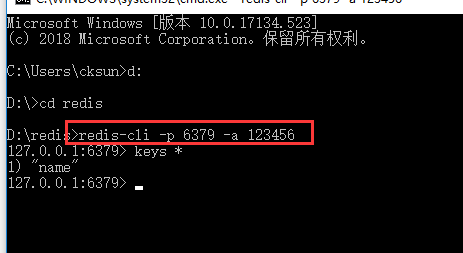 C:\WINDOWS\system32\cmd.exe - redis-cli -p 6379 -a 123456
Microsoft Windows [版本 10.0.17134.523]
(c) 2018 Microsoft Corporation。保留所有权利。
C:\Users\cksun>d:
D:\>cd redis
D:\redis>redis-cli -p 6379 -a 123456
127.0.0.1:6379> keys *
1) "name"
127.0.0.1:6379>